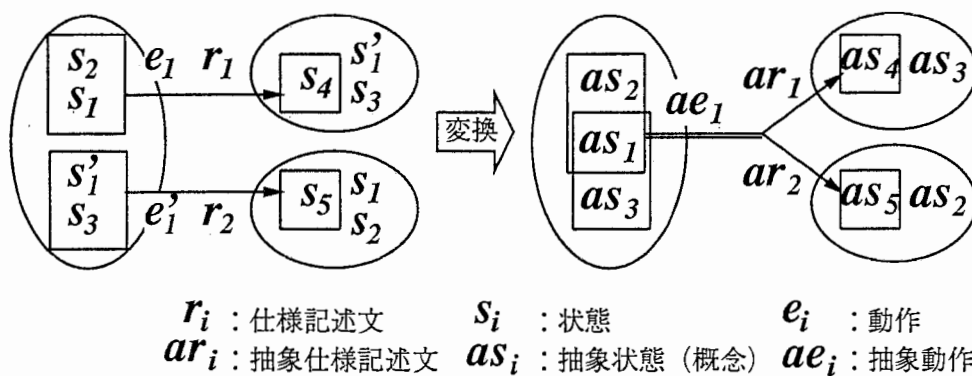 s2 e1 r1 s4 s'1
s1 s3
s'1 e'1 r2 s5 s1
s3 s2
変換
as2 ae1 ar1 as4 as3
as1
as3 ar2 as5 as2
ri：仕様記述文 si：状態 ei：動作
ari：抽象仕様記述文 asi：抽象状態（概念） aei：抽象動作